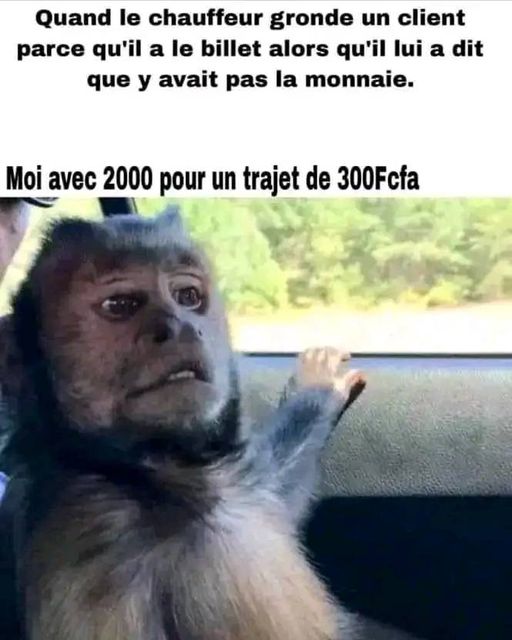 Quand le chauffeur gronde un client
parce qu'il a le billet alors qu'il lui a dit
que y avait pas la monnaie.
Moi avec 2000 pour un trajet de 300Fcfa